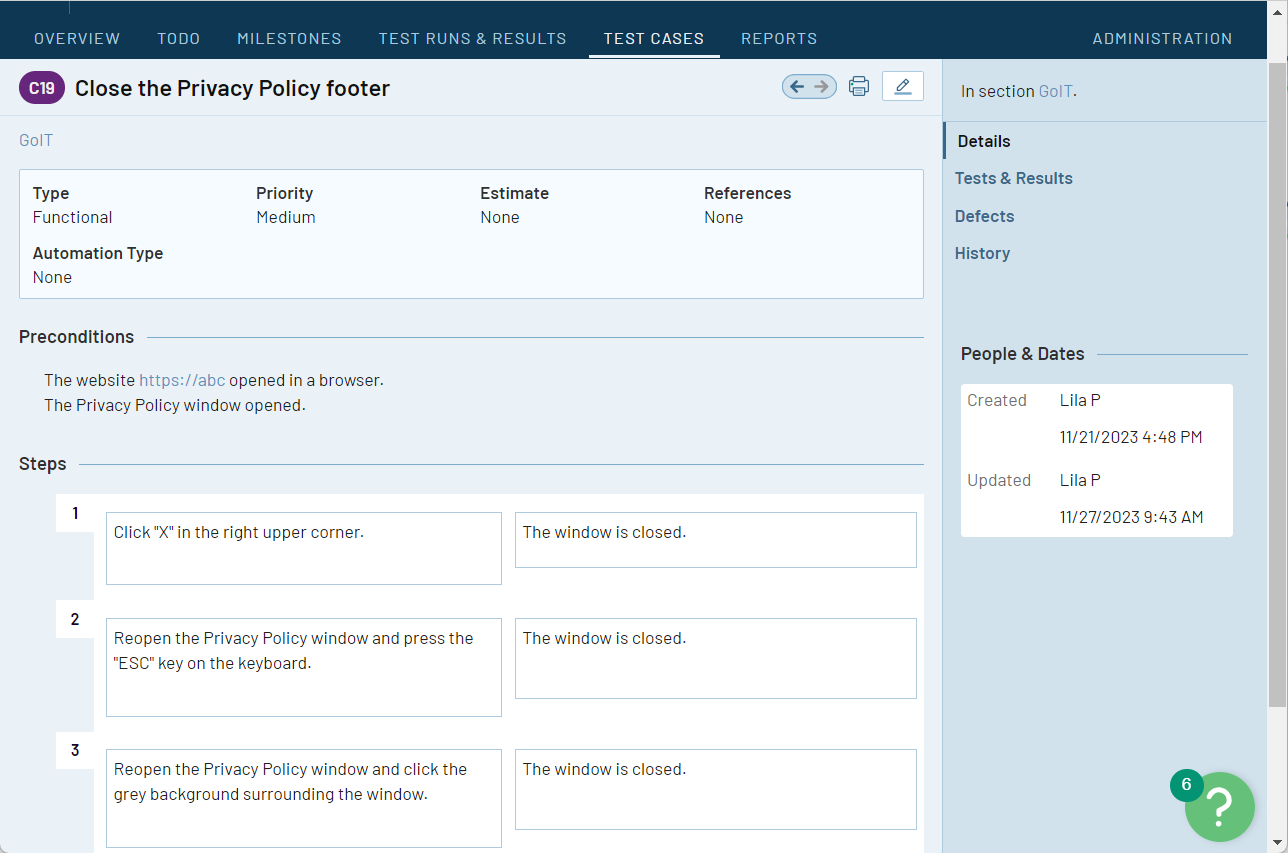 OVERVIEW TODO MILESTONES TEST RUNS & RESULTS TEST CASES REPORTS ADMINISTRATION
C19 Close the Privacy Policy footer
In section GoIT.
GoIT
Type Priority Estimate References
Functional Medium None None
Automation Type
None
Details
Tests & Results
Defects
History
Preconditions
The website https://abc opened in a browser.
The Privacy Policy window opened.
People & Dates
Created Lila P
11/21/2023 4:48 PM
Updated Lila P
11/27/2023 9:43 AM
Steps
1
Click "X" in the right upper corner.
The window is closed.
2
Reopen the Privacy Policy window and press the
"ESC" key on the keyboard.
The window is closed.
3
Reopen the Privacy Policy window and click the
grey background surrounding the window.
The window is closed.
6
?